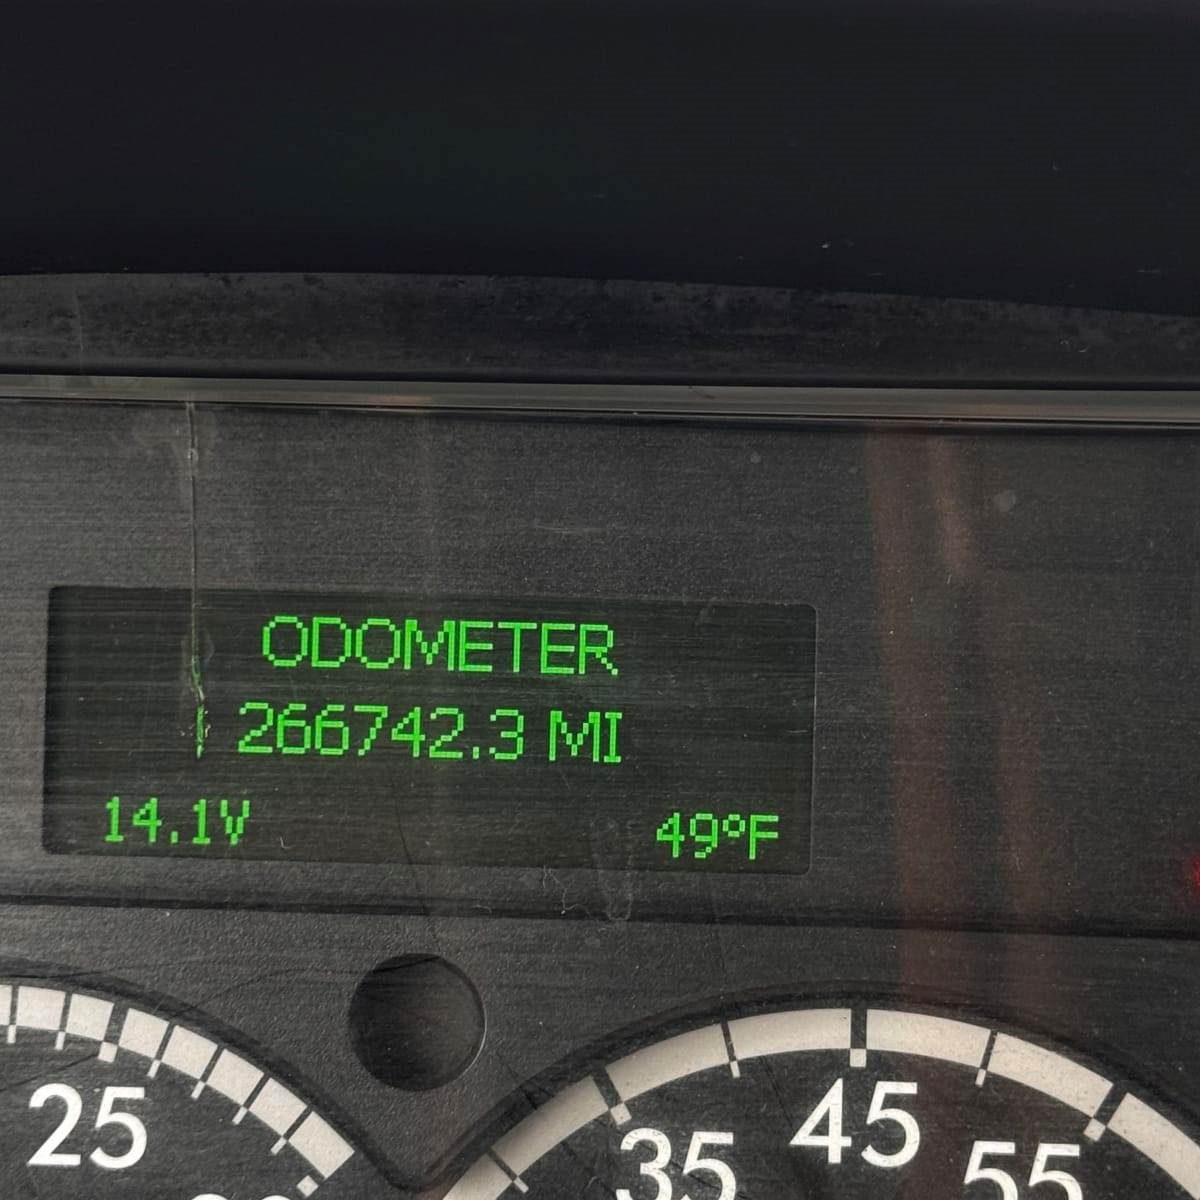 ODOMETER
266742.3 MI
14.1V 49°F
25
35 45 55